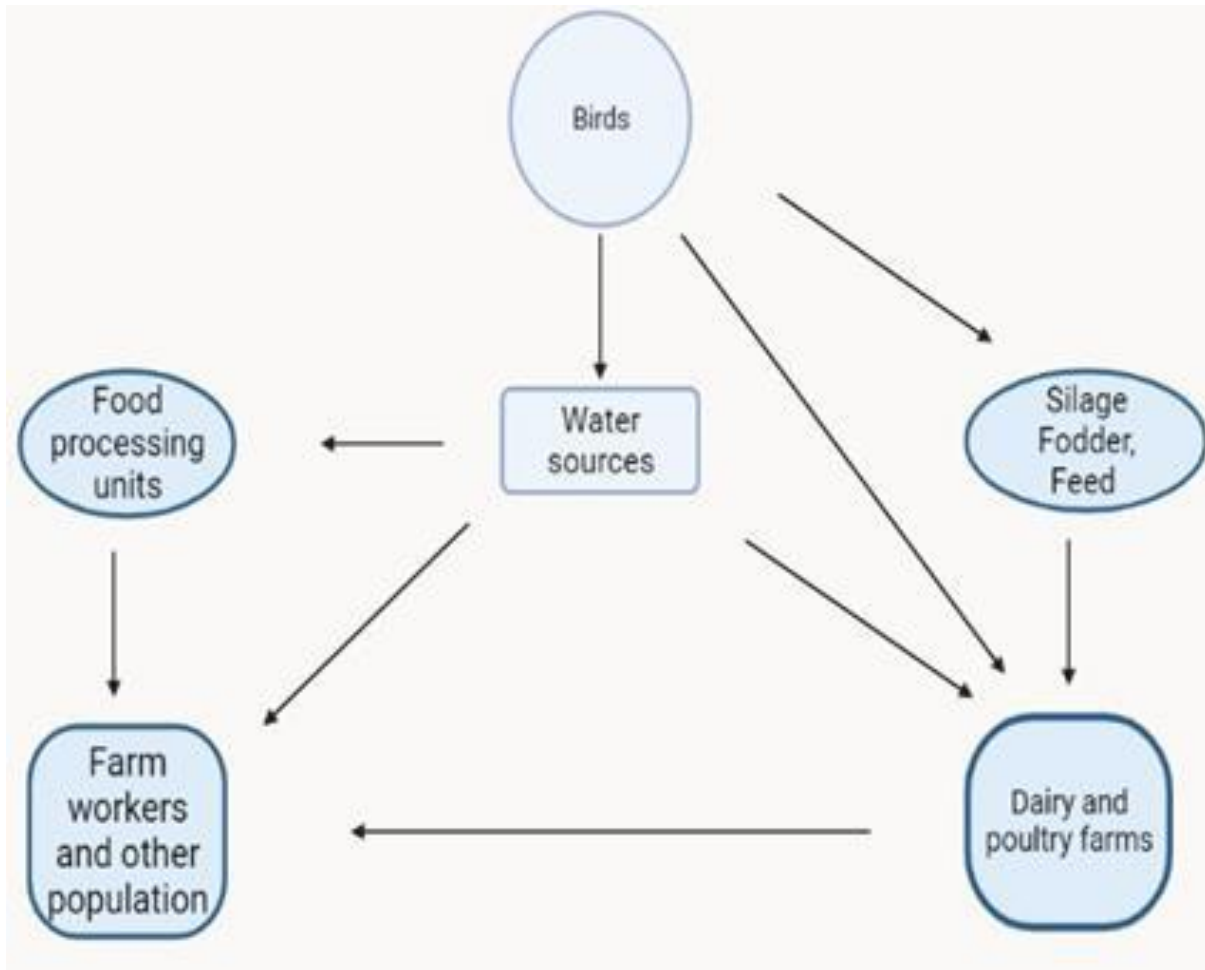 Birds
Food
processing
units
Water
sources
Silage
Fodder,
Feed
Farm
workers
and other
population
Dairy and
poultry farms